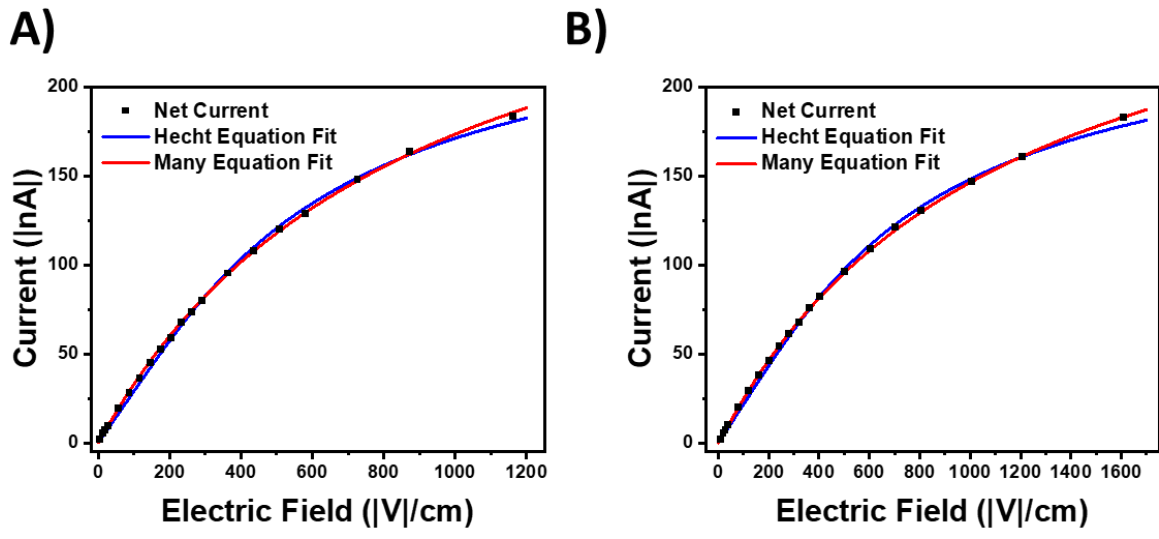 A)
B)
200
150
100
50
0
Current (|nA|)
Net Current
Hecht Equation Fit
Many Equation Fit
0 200 400 600 800 1000 1200
Electric Field (|V|/cm)
200
150
100
50
0
Current (|nA|)
Net Current
Hecht Equation Fit
Many Equation Fit
0 200 400 600 800 1000 1200 1400 1600
Electric Field (|V|/cm)